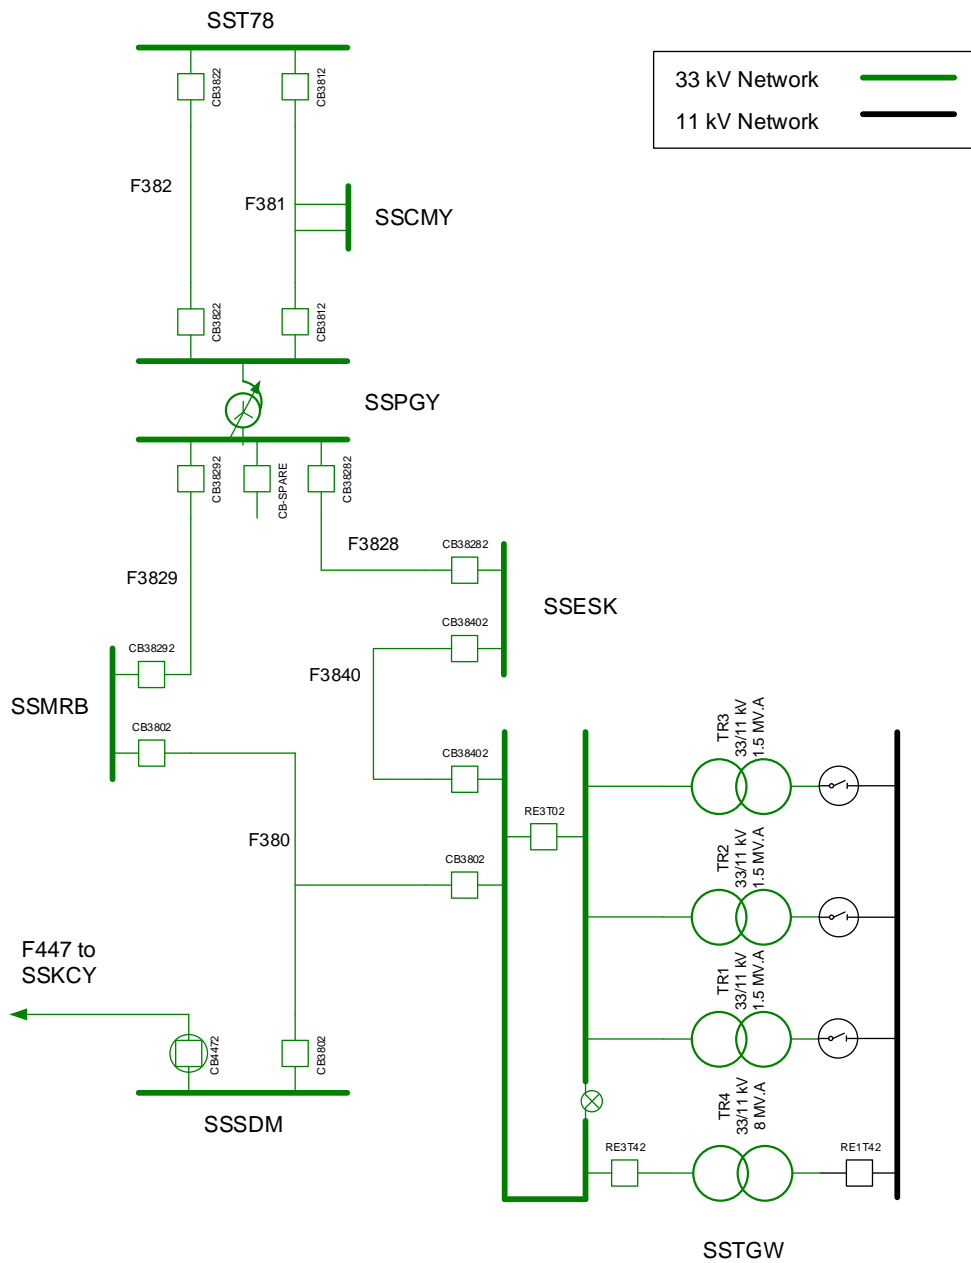 SST78
33 kV Network
11 kV Network
CB3822
CB3812
F382
F381
SSCMY
CB3822
CB3812
SSPGY
CB38292
CB-SPARE
CB38282
F3829
F3828
CB38282
SSESK
CB38402
F3840
CB38292
SSMRB
CB3802
CB38402
RE3T02
TR3
33/11 kV
1.5 MV.A
F380
CB3802
TR2
33/11 kV
1.5 MV.A
F447 to
SSKCY
TR1
33/11 kV
1.5 MV.A
CB4472
CB3802
SSSDM
TR4
33/11 kV
8 MV.A
RE3T42
RE1T42
SSTGW